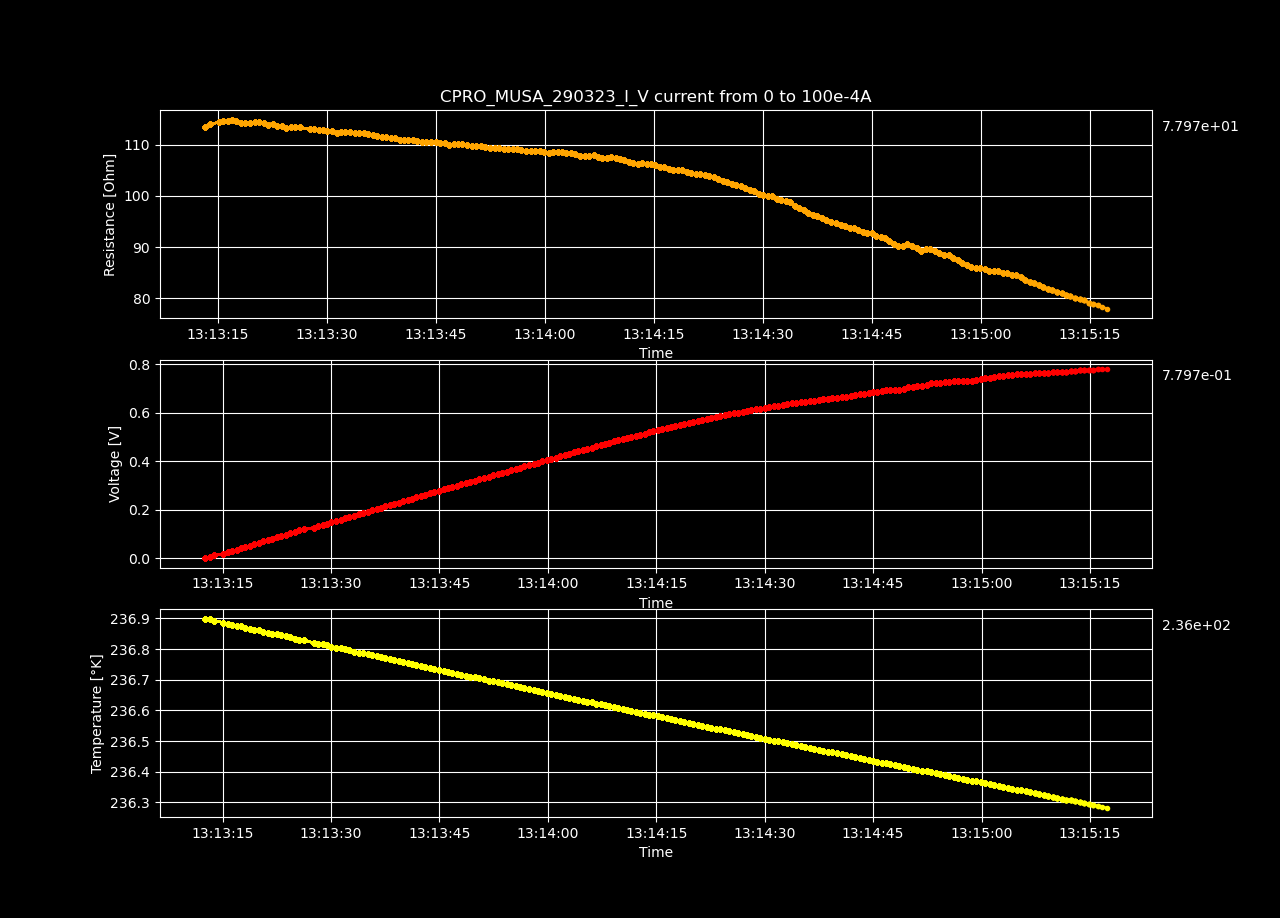 CPRO_MUSA_290323_I_V current from 0 to 100e-4A
7.797e+01
Resistance [Ohm]
110
100
90
80
13:13:15 13:13:30 13:13:45 13:14:00 13:14:15 13:14:30 13:14:45 13:15:00 13:15:15
Time
7.797e-01
Voltage [V]
0.8
0.6
0.4
0.2
0.0
13:13:15 13:13:30 13:13:45 13:14:00 13:14:15 13:14:30 13:14:45 13:15:00 13:15:15
Time
2.36e+02
Temperature [°K]
236.9
236.8
236.7
236.6
236.5
236.4
236.3
13:13:15 13:13:30 13:13:45 13:14:00 13:14:15 13:14:30 13:14:45 13:15:00 13:15:15
Time